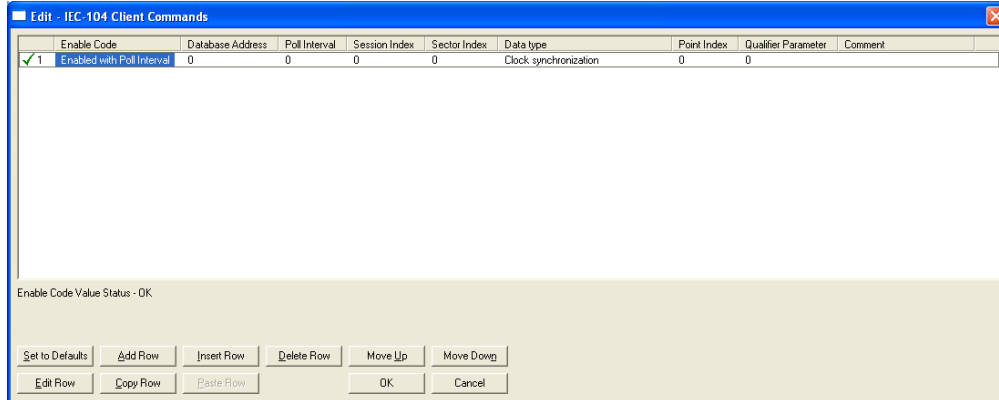 Edit - IEC-104 Client Commands
Enable Code Database Address Poll Interval Session Index Sector Index Data type Point Index Qualifier Parameter Comment
1 Enabled with Poll Interval 0 0 0 0 Clock synchronization 0 0
Enable Code Value Status - OK
Set to Defaults Add Row Insert Row Delete Row Move Up Move Down
Edit Row Copy Row Paste Row OK Cancel